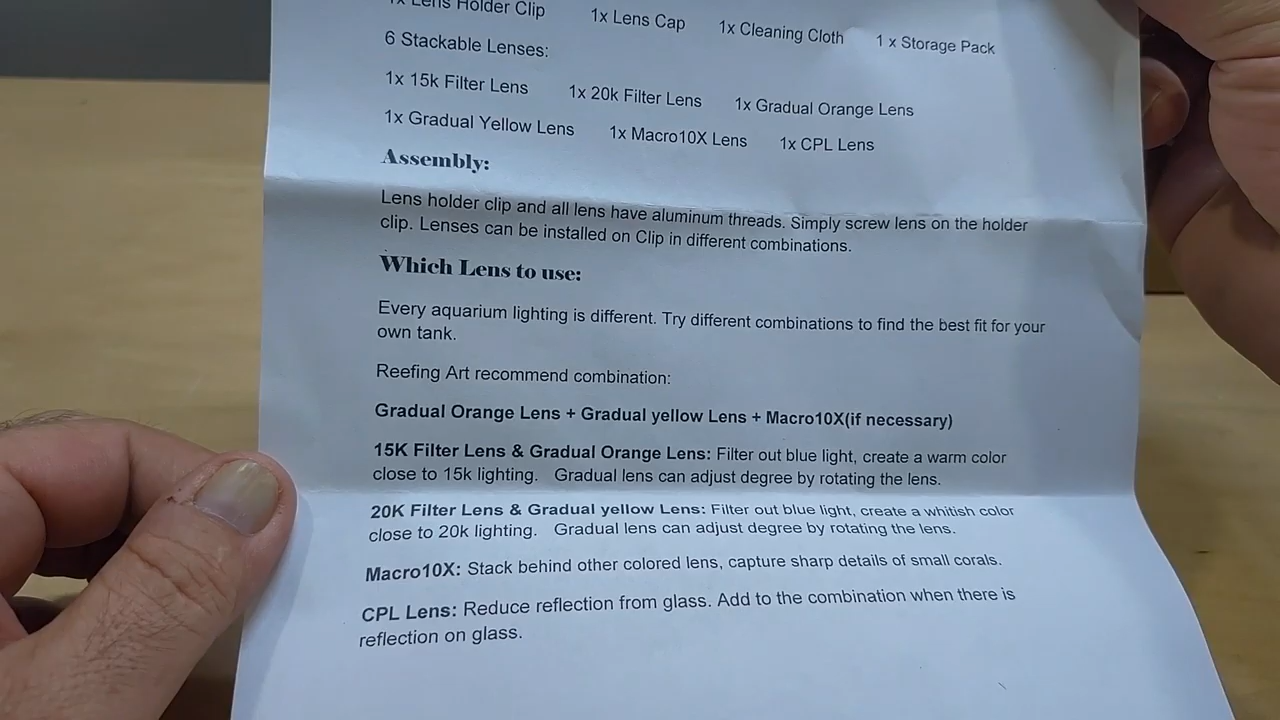 1x Lens Holder Clip 1x Lens Cap 1x Cleaning Cloth 1 x Storage Pack
6 Stackable Lenses:
1x 15k Filter Lens 1x 20k Filter Lens 1x Gradual Orange Lens
1x Gradual Yellow Lens 1x Macro10X Lens 1x CPL Lens
Assembly:
Lens holder clip and all lens have aluminum threads. Simply screw lens on the holder
clip. Lenses can be installed on Clip in different combinations.
Which Lens to use:
Every aquarium lighting is different. Try different combinations to find the best fit for your
own tank.
Reefing Art recommend combination:
Gradual Orange Lens + Gradual yellow Lens + Macro10X(if necessary)
15K Filter Lens & Gradual Orange Lens: Filter out blue light, create a warm color
close to 15k lighting. Gradual lens can adjust degree by rotating the lens.
20K Filter Lens & Gradual yellow Lens: Filter out blue light, create a whitish color
close to 20k lighting. Gradual lens can adjust degree by rotating the lens.
Macro10X: Stack behind other colored lens, capture sharp details of small corals.
CPL Lens: Reduce reflection from glass. Add to the combination when there is
reflection on glass.